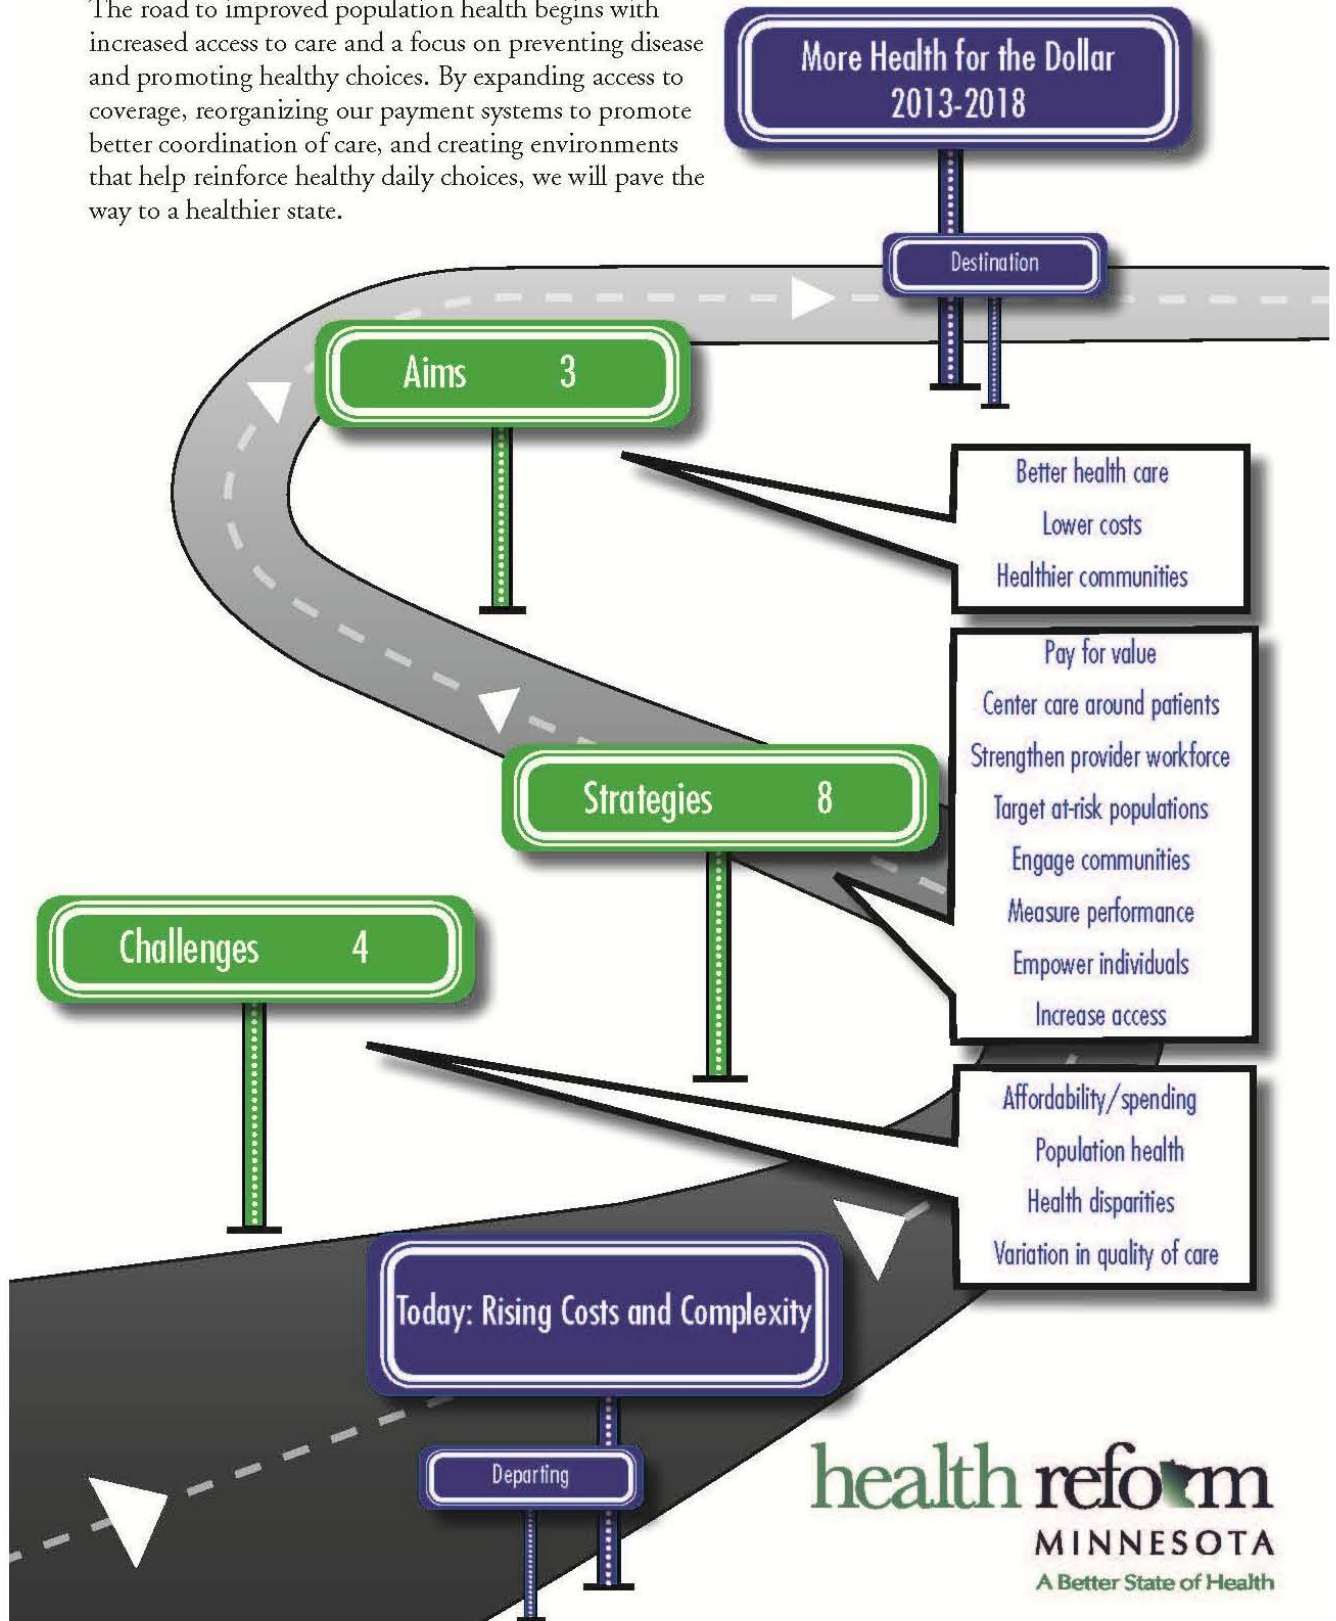 The road to improved population health begins with
increased access to care and a focus on preventing disease
and promoting healthy choices. By expanding access to
coverage, reorganizing our payment systems to promote
better coordination of care, and creating environments
that help reinforce healthy daily choices, we will pave the
way to a healthier state.
More Health for the Dollar
2013-2018
Destination
Aims 3
Better health care
Lower costs
Healthier communities
Pay for value
Center care around patients
Strengthen provider workforce
Target at-risk populations
Engage communities
Measure performance
Empower individuals
Increase access
Strategies 8
Challenges 4
Affordability/spending
Population health
Health disparities
Variation in quality of care
Today: Rising Costs and Complexity
Departing
health reform
MINNESOTA
A Better State of Health